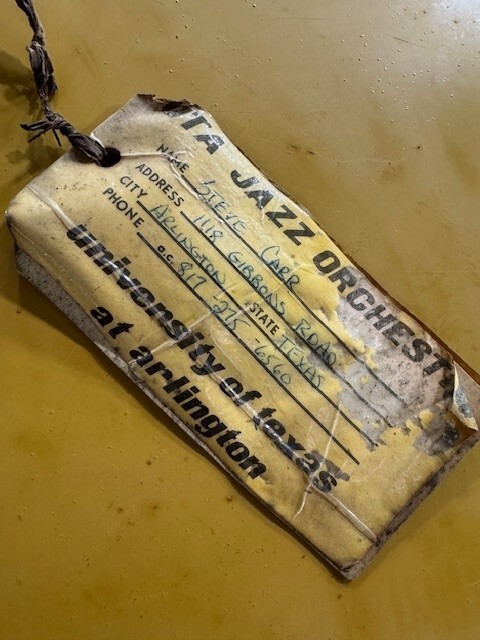 UTA JAZZ ORCHESTRA
NAME STEVE CARR
ADDRESS 1118 GIBBONS ROAD
CITY ARLINGTON STATE TEXAS
PHONE a.c. 817-275-6560
university of texas
at arlington